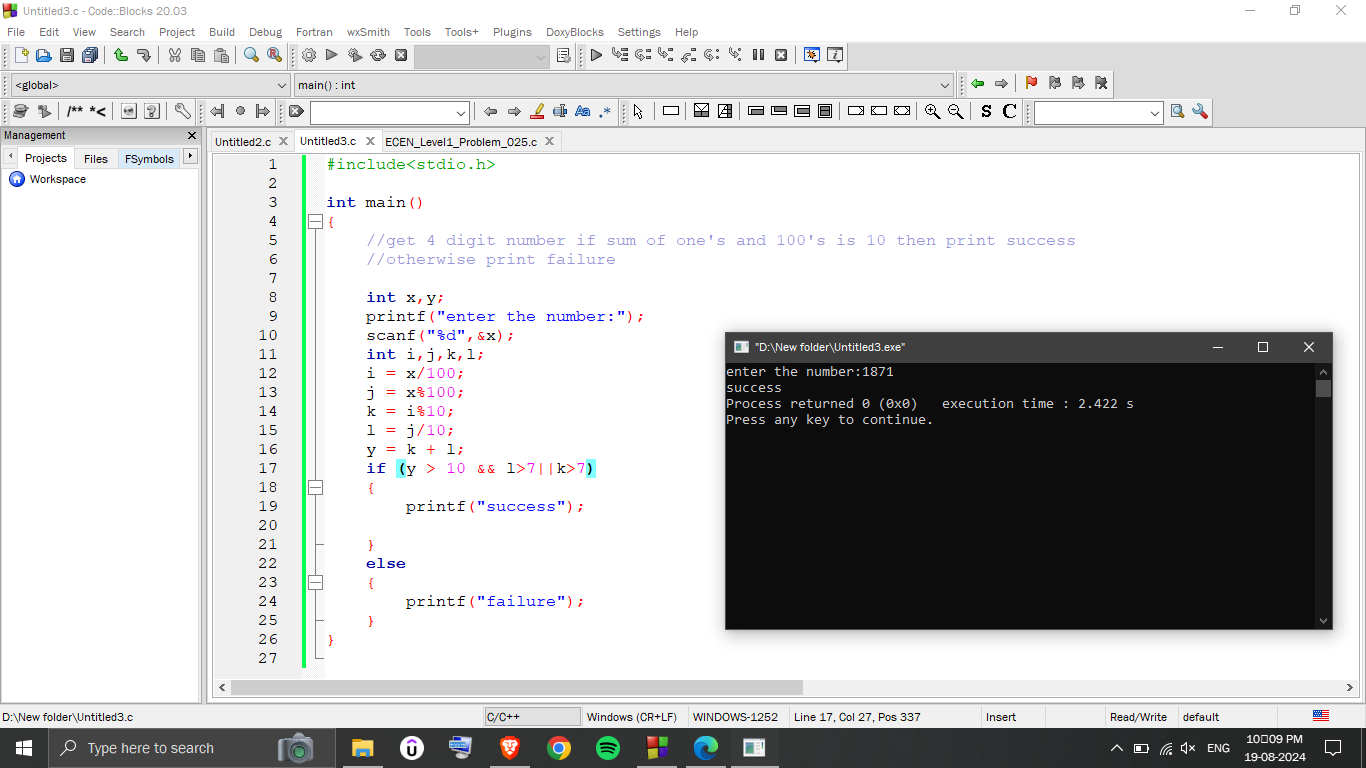 Untitled3.c - Code::Blocks 20.03
File Edit View Search Project Build Debug Fortran wxSmith Tools Tools+ Plugins DoxyBlocks Settings Help
<global> main() : int
/** *< Aa .* S C
Management
Projects Files FSymbols
Workspace
Untitled2.c Untitled3.c ECEN_Level1_Problem_025.c
1 #include<stdio.h>
2
3 int main()
4 {
5 //get 4 digit number if sum of one's and 100's is 10 then print success
6 //otherwise print failure
7
8 int x,y;
9 printf("enter the number:");
10 scanf("%d",&x);
11 int i,j,k,l;
12 i = x/100;
13 j = x%100;
14 k = i%10;
15 l = j/10;
16 y = k + l;
17 if (y > 10 && l>7||k>7)
18 {
19 printf("success");
20
21 }
22 else
23 {
24 printf("failure");
25 }
26 }
27
"D:\New folder\Untitled3.exe"
enter the number:1871
success
Process returned 0 (0x0)   execution time : 2.422 s
Press any key to continue.
D:\New folder\Untitled3.c C/C++ Windows (CR+LF) WINDOWS-1252 Line 17, Col 27, Pos 337 Insert Read/Write default
Type here to search
ENG
10▯09 PM
19-08-2024